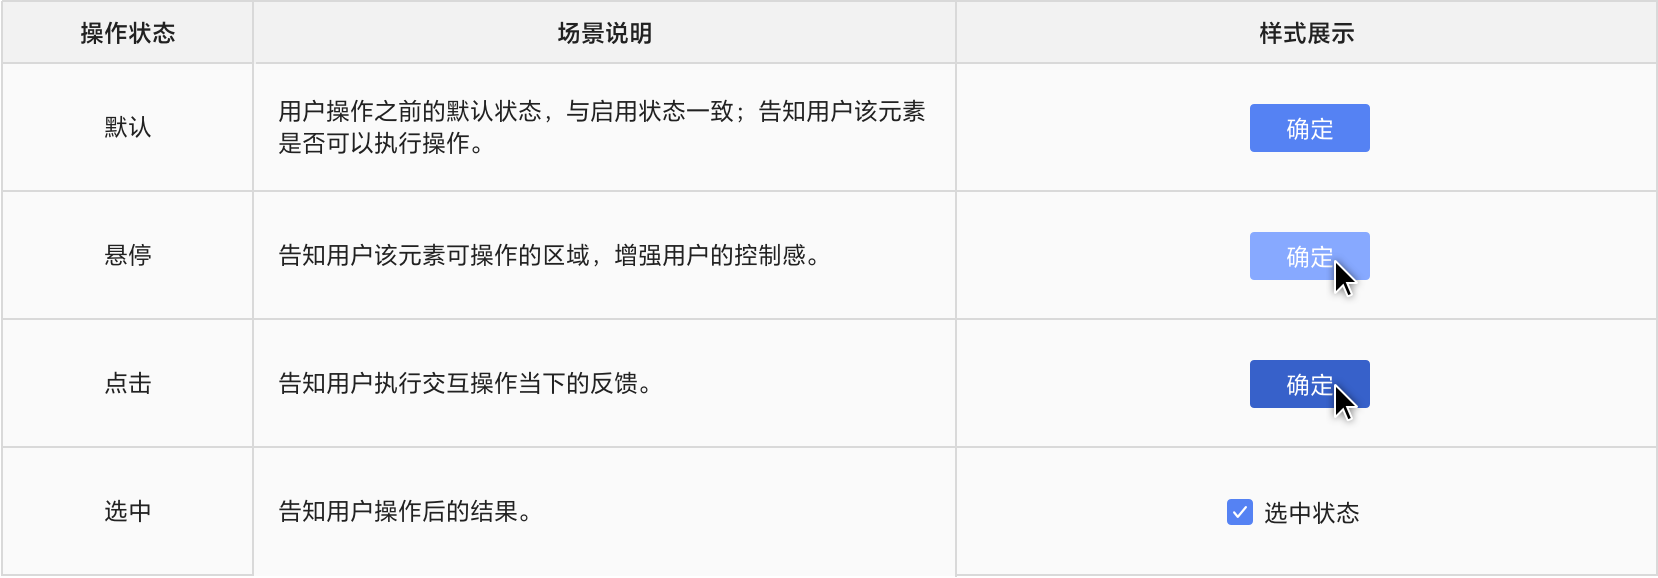 操作状态
场景说明
样式展示
默认
用户操作之前的默认状态，与启用状态一致；告知用户该元素
是否可以执行操作。
确定
悬停
告知用户该元素可操作的区域，增强用户的控制感。
确定
点击
告知用户执行交互操作当下的反馈。
确定
选中
告知用户操作后的结果。
选中状态